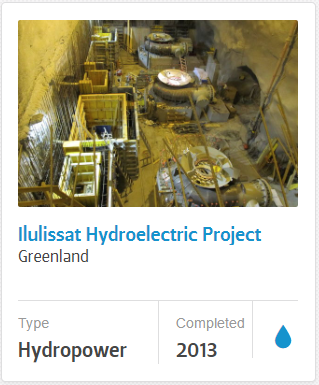 Ilulissat Hydroelectric Project
Greenland
Type
Hydropower
Completed
2013